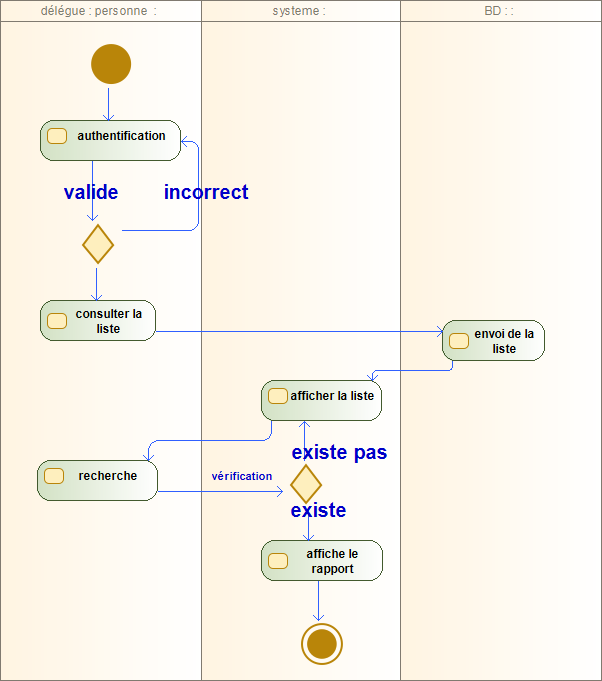 délégue : personne :
systeme :
BD : :
authentification
valide
incorrect
consulter la
liste
envoi de la
liste
afficher la liste
existe pas
recherche
vérification
existe
affiche le
rapport